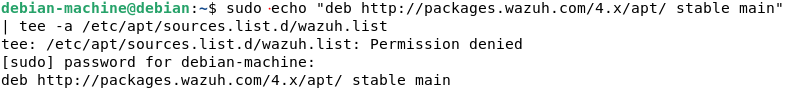 debian-machine@debian:~$ sudo echo "deb http://packages.wazuh.com/4.x/apt/ stable main"
| tee -a /etc/apt/sources.list.d/wazuh.list
tee: /etc/apt/sources.list.d/wazuh.list: Permission denied
[sudo] password for debian-machine:
deb http://packages.wazuh.com/4.x/apt/ stable main